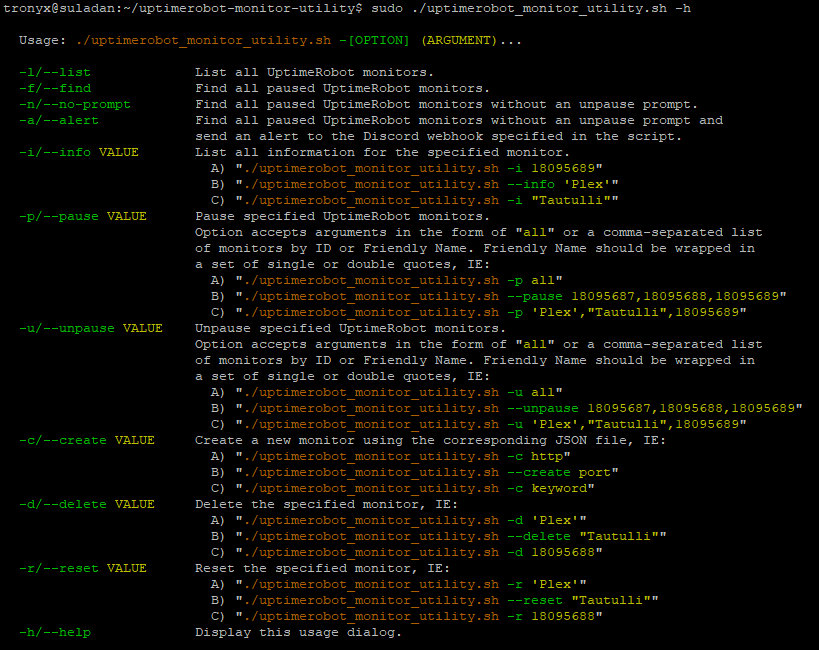 tronyx@suladan:~/uptimerobot-monitor-utility$ sudo ./uptimerobot_monitor_utility.sh -h
Usage: ./uptimerobot_monitor_utility.sh -[OPTION] (ARGUMENT)...
-l/--list List all UptimeRobot monitors.
-f/--find Find all paused UptimeRobot monitors.
-n/--no-prompt Find all paused UptimeRobot monitors without an unpause prompt.
-a/--alert Find all paused UptimeRobot monitors without an unpause prompt and
send an alert to the Discord webhook specified in the script.
-i/--info VALUE List all information for the specified monitor.
A) "./uptimerobot_monitor_utility.sh -i 18095689"
B) "./uptimerobot_monitor_utility.sh --info 'Plex'"
C) "./uptimerobot_monitor_utility.sh -i "Tautulli""
-p/--pause VALUE Pause specified UptimeRobot monitors.
Option accepts arguments in the form of "all" or a comma-separated list
of monitors by ID or Friendly Name. Friendly Name should be wrapped in
a set of single or double quotes, IE:
A) "./uptimerobot_monitor_utility.sh -p all"
B) "./uptimerobot_monitor_utility.sh --pause 18095687,18095688,18095689"
C) "./uptimerobot_monitor_utility.sh -p 'Plex',"Tautulli",18095689"
-u/--unpause VALUE Unpause specified UptimeRobot monitors.
Option accepts arguments in the form of "all" or a comma-separated list
of monitors by ID or Friendly Name. Friendly Name should be wrapped in
a set of single or double quotes, IE:
A) "./uptimerobot_monitor_utility.sh -u all"
B) "./uptimerobot_monitor_utility.sh --unpause 18095687,18095688,18095689"
C) "./uptimerobot_monitor_utility.sh -u 'Plex',"Tautulli",18095689"
-c/--create VALUE Create a new monitor using the corresponding JSON file, IE:
A) "./uptimerobot_monitor_utility.sh -c http"
B) "./uptimerobot_monitor_utility.sh --create port"
C) "./uptimerobot_monitor_utility.sh -c keyword"
-d/--delete VALUE Delete the specified monitor, IE:
A) "./uptimerobot_monitor_utility.sh -d 'Plex'"
B) "./uptimerobot_monitor_utility.sh --delete "Tautulli""
C) "./uptimerobot_monitor_utility.sh -d 18095688"
-r/--reset VALUE Reset the specified monitor, IE:
A) "./uptimerobot_monitor_utility.sh -r 'Plex'"
B) "./uptimerobot_monitor_utility.sh --reset "Tautulli""
C) "./uptimerobot_monitor_utility.sh -r 18095688"
-h/--help Display this usage dialog.